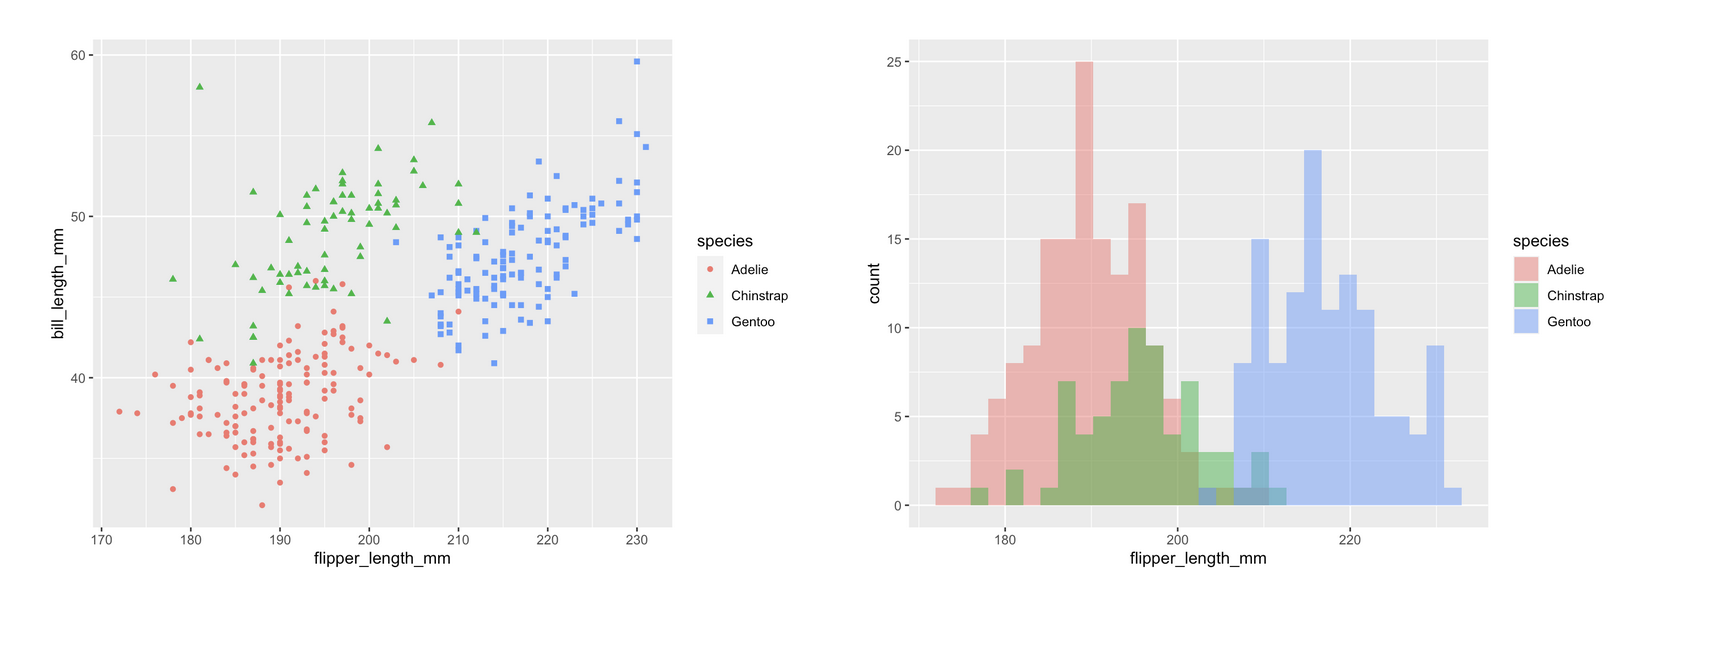 60
50
40
bill_length_mm
170 180 190 200 210 220 230
flipper_length_mm
species
Adelie
Chinstrap
Gentoo
25
20
15
10
5
0
count
180 200 220
flipper_length_mm
species
Adelie
Chinstrap
Gentoo